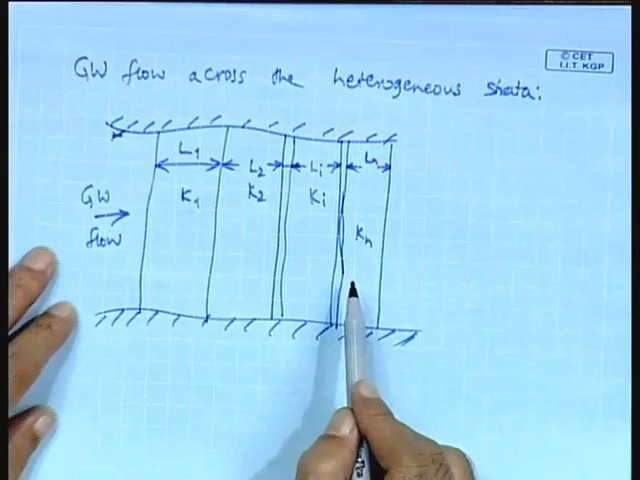 GW flow across the heterogeneous strata:
© CET
I.I.T. KGP
L₁ L₂ Lᵢ Lₙ
K₁ K₂ Kᵢ
GW
flow
Kₙ